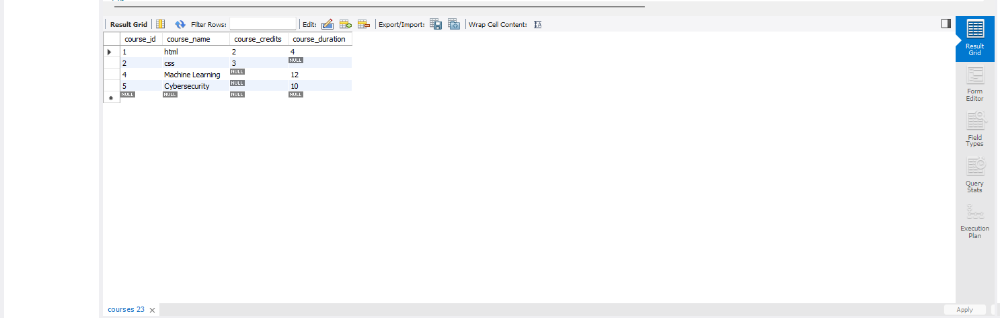 Result Grid Filter Rows: Edit: Export/Import: Wrap Cell Content:
course_id course_name course_credits course_duration
1 html 2 4
2 css 3 NULL
4 Machine Learning NULL 12
5 Cybersecurity NULL 10
NULL NULL NULL NULL
Result
Grid
Form
Editor
Field
Types
Query
Stats
Execution
Plan
courses 23
Apply